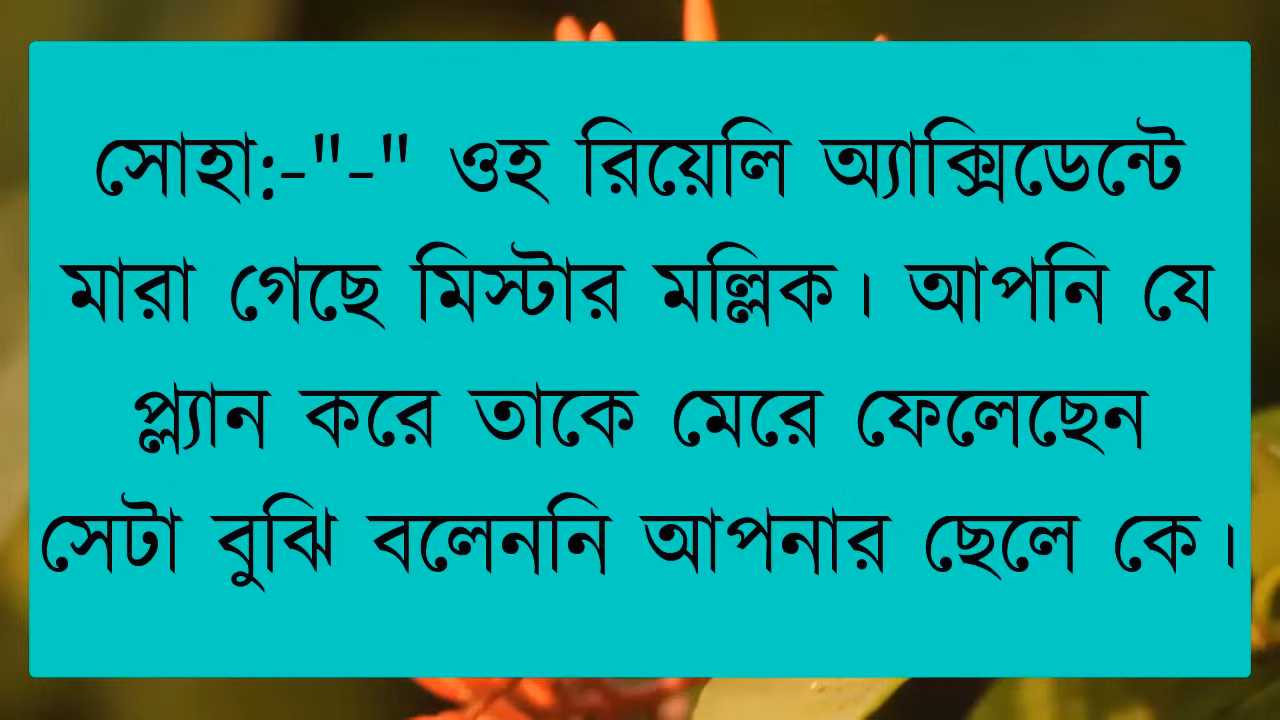 সোহা:-"-" ওহ রিয়েলি অ্যাক্সিডেন্টে
মারা গেছে মিস্টার মল্লিক। আপনি যে
প্ল্যান করে তাকে মেরে ফেলেছেন
সেটা বুঝি বলেননি আপনার ছেলে কে।